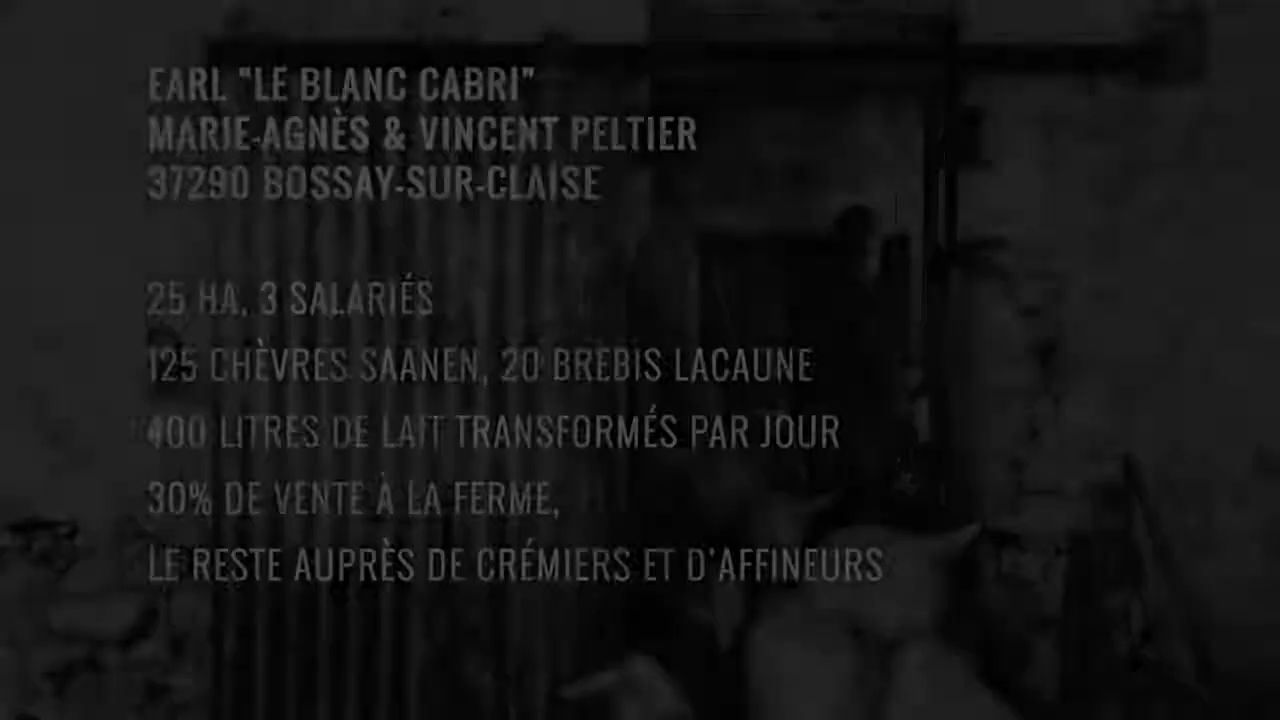 EARL "LE BLANC CABRI"
MARIE-AGNÈS & VINCENT PELTIER
37290 BOSSAY-SUR-CLAISE
25 HA, 3 SALARIÉS
125 CHÈVRES SAANEN, 20 BREBIS LACAUNE
400 LITRES DE LAIT TRANSFORMÉS PAR JOUR
30% DE VENTE À LA FERME,
LE RESTE AUPRÈS DE CRÉMIERS ET D'AFFINEURS